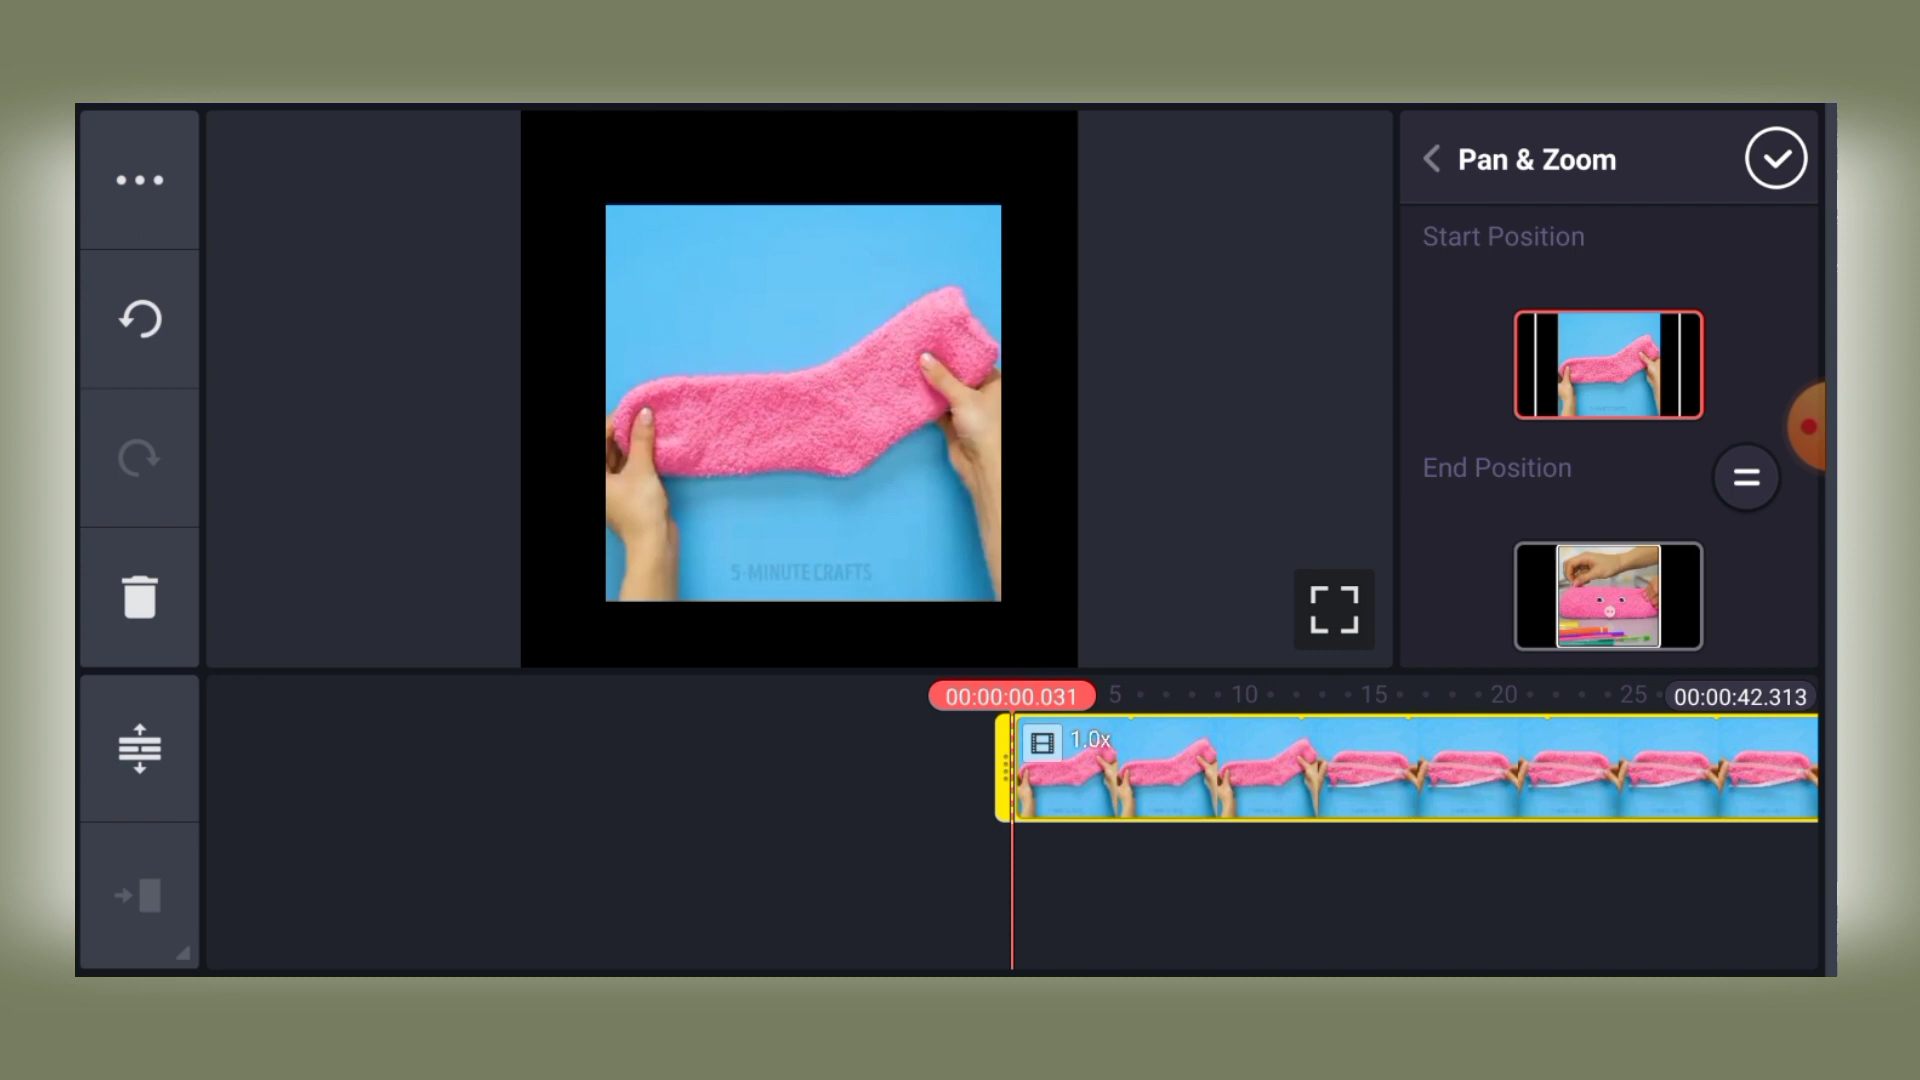 Pan & Zoom
Start Position
End Position
5-MINUTE CRAFTS
00:00:00.031
5
10
15
20
25
00:00:42.313
1.0x